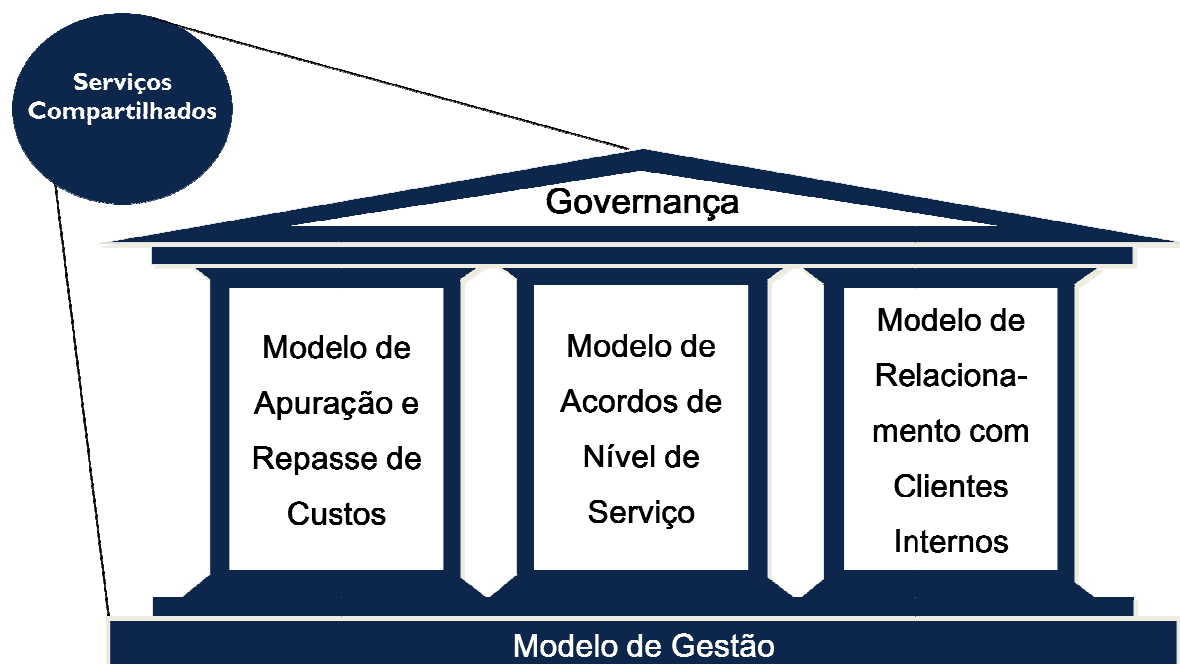 Serviços
Compartilhados
Governança
Modelo de
Apuração e
Repasse de
Custos
Modelo de
Acordos de
Nível de
Serviço
Modelo de
Relaciona-
mento com
Clientes
Internos
Modelo de Gestão